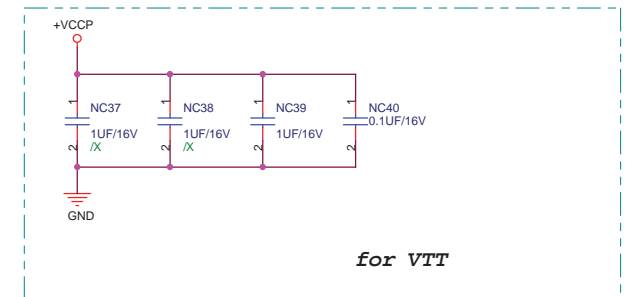 +VCCP
1
NC37
1UF/16V
/X
2
1
NC38
1UF/16V
/X
2
1
NC39
1UF/16V
2
1
NC40
0.1UF/16V
2
GND
for VTT